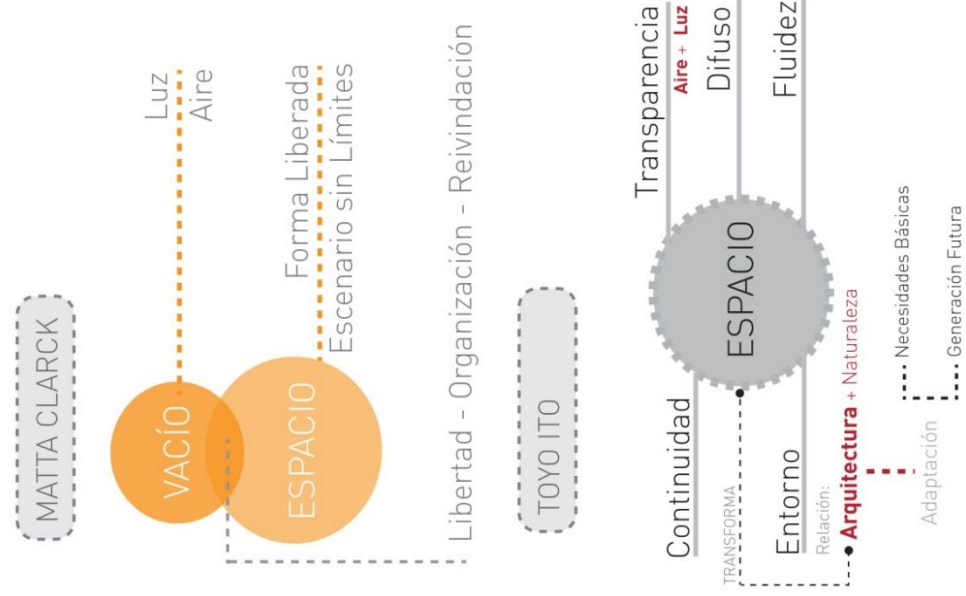 MATTA CLARCK
VACÍO
Luz
Aire
ESPACIO
Forma Liberada
Escenario sin Límites
Libertad - Organización - Reivindación
TOYO ITO
Continuidad
Transparencia
Aire + Luz
TRANSFORMA
ESPACIO
Difuso
Entorno
Fluidez
Relación:
Arquitectura + Naturaleza
Adaptación
Necesidades Básicas
Generación Futura